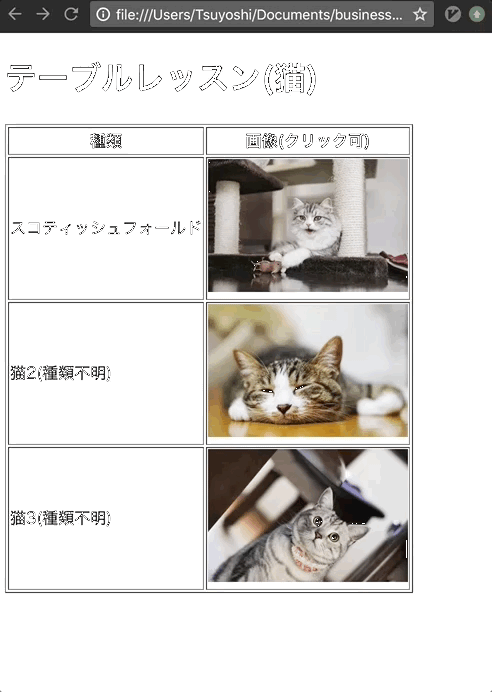 file:///Users/Tsuyoshi/Documents/business...
テーブルレッスン(猫)
種類
画像(クリック可)
スコティッシュフォールド
猫2(種類不明)
猫3(種類不明)